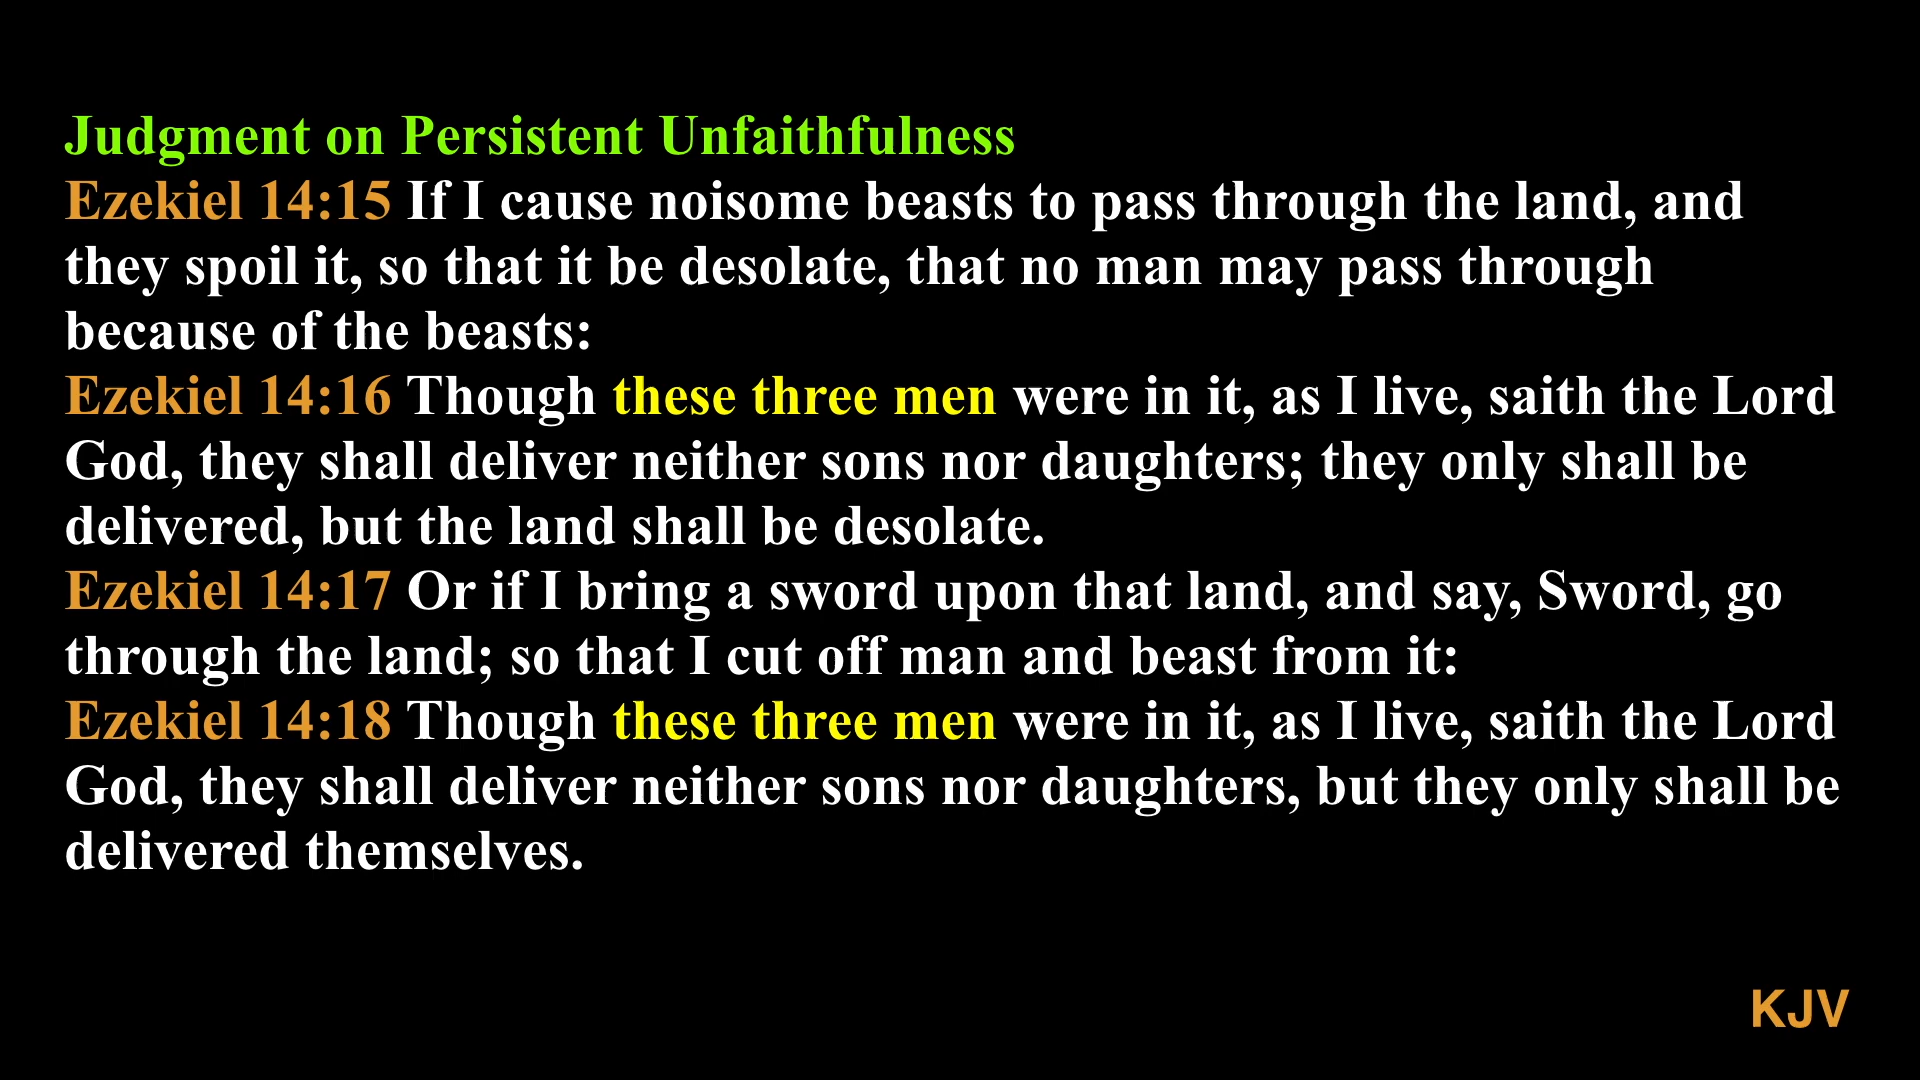 Judgment on Persistent Unfaithfulness
Ezekiel 14:15 If I cause noisome beasts to pass through the land, and
they spoil it, so that it be desolate, that no man may pass through
because of the beasts:
Ezekiel 14:16 Though these three men were in it, as I live, saith the Lord
God, they shall deliver neither sons nor daughters; they only shall be
delivered, but the land shall be desolate.
Ezekiel 14:17 Or if I bring a sword upon that land, and say, Sword, go
through the land; so that I cut off man and beast from it:
Ezekiel 14:18 Though these three men were in it, as I live, saith the Lord
God, they shall deliver neither sons nor daughters, but they only shall be
delivered themselves.
KJV